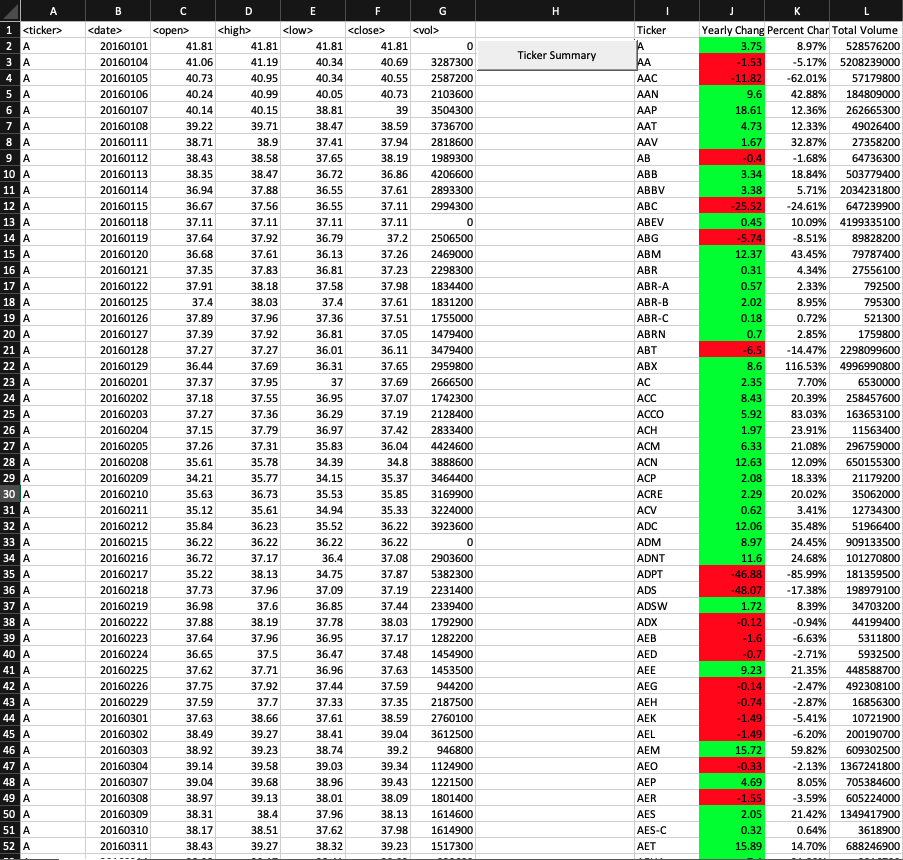 A B C D E F G H I J K L
1 <ticker> <date> <open> <high> <low> <close> <vol> Ticker Yearly Chang Percent Char Total Volume
2 A 20160101 41.81 41.81 41.81 41.81 0 Ticker Summary A 3.75 8.97% 528576200
3 A 20160104 41.06 41.19 40.34 40.69 3287300 AA -1.53 -5.17% 5208239000
4 A 20160105 40.73 40.95 40.34 40.55 2587200 AAC -11.82 -62.01% 57179800
5 A 20160106 40.24 40.99 40.05 40.73 2103600 AAN 9.6 42.88% 184809000
6 A 20160107 40.14 40.15 38.81 39 3504300 AAP 18.61 12.36% 262665300
7 A 20160108 39.22 39.71 38.47 38.59 3736700 AAT 4.73 12.33% 49026400
8 A 20160111 38.71 38.9 37.41 37.94 2818600 AAV 1.67 32.87% 27358200
9 A 20160112 38.43 38.58 37.65 38.19 1989300 AB -0.4 -1.68% 64736300
10 A 20160113 38.35 38.47 36.72 36.86 4206600 ABB 3.34 18.84% 503779400
11 A 20160114 36.94 37.88 36.55 37.61 2893300 ABBV 3.38 5.71% 2034231800
12 A 20160115 36.67 37.56 36.55 37.11 2994300 ABC -25.52 -24.61% 647239900
13 A 20160118 37.11 37.11 37.11 37.11 0 ABEV 0.45 10.09% 4199335100
14 A 20160119 37.64 37.92 36.79 37.2 2506500 ABG -5.74 -8.51% 89828200
15 A 20160120 36.68 37.61 36.13 37.26 2469000 ABM 12.37 43.45% 79787400
16 A 20160121 37.35 37.83 36.81 37.23 2298300 ABR 0.31 4.34% 27556100
17 A 20160122 37.91 38.18 37.58 37.98 1834400 ABR-A 0.57 2.33% 792500
18 A 20160125 37.4 38.03 37.4 37.61 1831200 ABR-B 2.02 8.95% 795300
19 A 20160126 37.89 37.96 37.36 37.51 1755000 ABR-C 0.18 0.72% 521300
20 A 20160127 37.39 37.92 36.81 37.05 1479400 ABRN 0.7 2.85% 1759800
21 A 20160128 37.27 37.27 36.01 36.11 3479400 ABT -6.5 -14.47% 2298099600
22 A 20160129 36.44 37.69 36.31 37.65 2959800 ABX 8.6 116.53% 4996990800
23 A 20160201 37.37 37.95 37 37.69 2666500 AC 2.35 7.70% 6530000
24 A 20160202 37.18 37.55 36.95 37.07 1742300 ACC 8.43 20.39% 258457600
25 A 20160203 37.27 37.36 36.29 37.19 2128400 ACCO 5.92 83.03% 163653100
26 A 20160204 37.15 37.79 36.97 37.42 2833400 ACH 1.97 23.91% 11563400
27 A 20160205 37.26 37.31 35.83 36.04 4424600 ACM 6.33 21.08% 296759000
28 A 20160208 35.61 35.78 34.39 34.8 3888600 ACN 12.63 12.09% 650155300
29 A 20160209 34.21 35.77 34.15 35.37 3464400 ACP 2.08 18.33% 21179200
30 A 20160210 35.63 36.73 35.53 35.85 3169900 ACRE 2.29 20.02% 35062000
31 A 20160211 35.12 35.61 34.94 35.33 3224000 ACV 0.62 3.41% 12734300
32 A 20160212 35.84 36.23 35.52 36.22 3923600 ADC 12.06 35.48% 51966400
33 A 20160215 36.22 36.22 36.22 36.22 0 ADM 8.97 24.45% 909133500
34 A 20160216 36.72 37.17 36.4 37.08 2903600 ADNT 11.6 24.68% 101270800
35 A 20160217 35.22 38.13 34.75 37.87 5382300 ADPT -46.88 -85.99% 181359500
36 A 20160218 37.73 37.96 37.09 37.19 2231400 ADS -48.07 -17.38% 198979100
37 A 20160219 36.98 37.6 36.85 37.44 2339400 ADSW 1.72 8.39% 34703200
38 A 20160222 37.88 38.19 37.78 38.03 1792900 ADX -0.12 -0.94% 44199400
39 A 20160223 37.64 37.96 36.95 37.17 1282200 AEB -1.6 -6.63% 5311800
40 A 20160224 36.65 37.5 36.47 37.48 1454900 AED -0.7 -2.71% 5932500
41 A 20160225 37.62 37.71 36.96 37.63 1453500 AEE 9.23 21.35% 448588700
42 A 20160226 37.75 37.92 37.44 37.59 944200 AEG -0.14 -2.47% 492308100
43 A 20160229 37.59 37.7 37.33 37.35 2187500 AEH -0.74 -2.87% 16856300
44 A 20160301 37.63 38.66 37.61 38.59 2760100 AEK -1.49 -5.41% 10721900
45 A 20160302 38.49 39.27 38.41 39.04 3612500 AEL -1.49 -6.20% 200190700
46 A 20160303 38.92 39.23 38.74 39.2 946800 AEM 15.72 59.82% 609302500
47 A 20160304 39.14 39.58 39.03 39.34 1124900 AEO -0.33 -2.13% 1367241800
48 A 20160307 39.04 39.68 38.96 39.43 1221500 AEP 4.69 8.05% 705384600
49 A 20160308 38.97 39.13 38.01 38.09 1801400 AER -1.55 -3.59% 605224000
50 A 20160309 38.31 38.4 37.96 38.13 1614600 AES 2.05 21.42% 1349417900
51 A 20160310 38.17 38.51 37.62 37.98 1614900 AES-C 0.32 0.64% 3618900
52 A 20160311 38.43 39.27 38.32 39.23 1517300 AET 15.89 14.70% 688246900